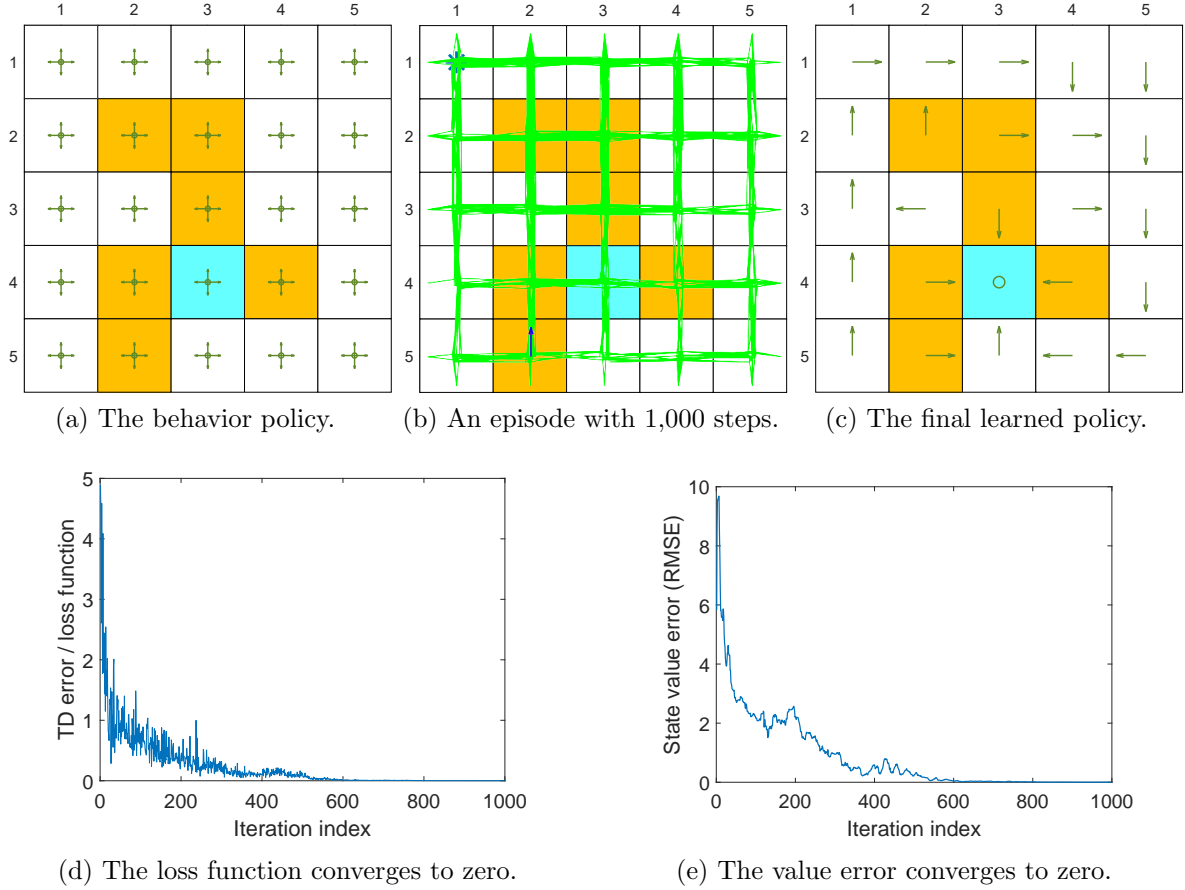 1 2 3 4 5 1 2 3 4 5 1 2 3 4 5
1 1 1
2 2 2
3 3 3
4 4 4
5 5 5
(a) The behavior policy. (b) An episode with 1,000 steps. (c) The final learned policy.
TD error / loss function
5
4
3
2
1
0
0 200 400 600 800 1000
Iteration index
(d) The loss function converges to zero.
State value error (RMSE)
10
8
6
4
2
0
0 200 400 600 800 1000
Iteration index
(e) The value error converges to zero.